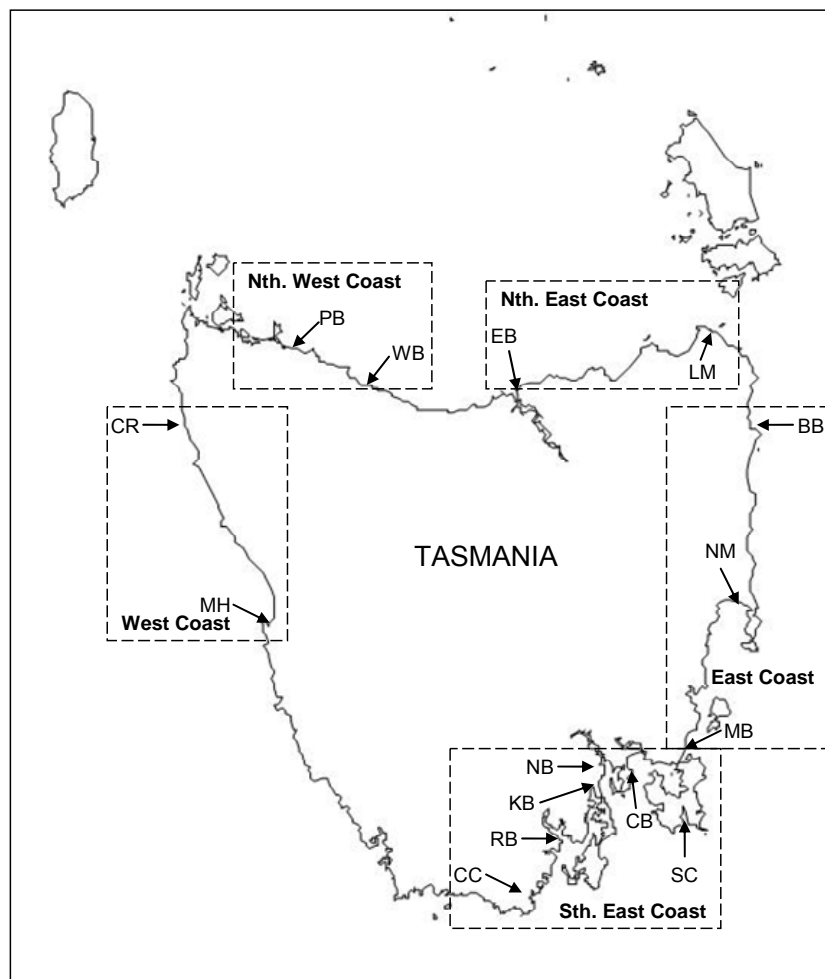 Nth. West Coast
Nth. East Coast
PB
EB
WB
LM
CR
BB
TASMANIA
NM
MH
West Coast
East Coast
MB
NB
KB
CB
RB
CC
SC
Sth. East Coast